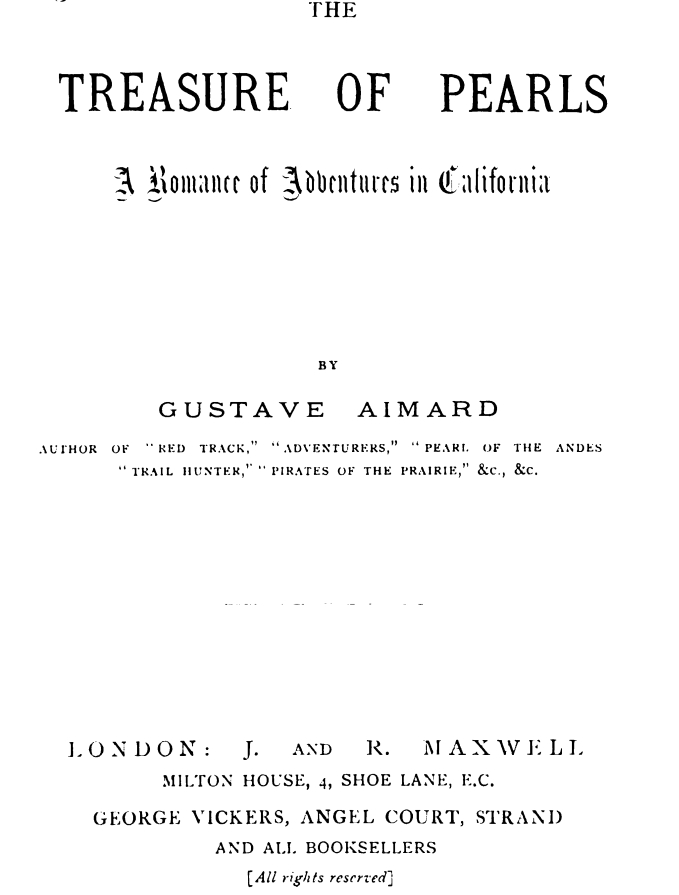 THE
TREASURE OF PEARLS
A Romance of Adventures in California
BY
GUSTAVE AIMARD
AUTHOR OF "RED TRACK," "ADVENTURERS," "PEARL OF THE ANDES
"TRAIL HUNTER," "PIRATES OF THE PRAIRIE," &c., &c.
LONDON: J. AND R. MAXWELL
MILTON HOUSE, 4, SHOE LANE, E.C.
GEORGE VICKERS, ANGEL COURT, STRAND
AND ALL BOOKSELLERS
[All rights reserved]